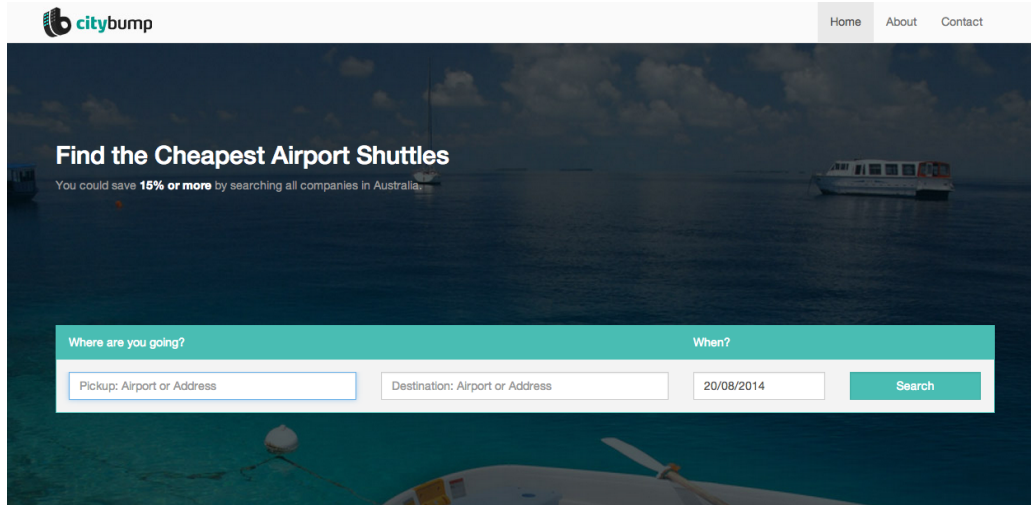 citybump
Home About Contact
Find the Cheapest Airport Shuttles
You could save 15% or more by searching all companies in Australia.
Where are you going? When?
Pickup: Airport or Address Destination: Airport or Address 20/08/2014 Search